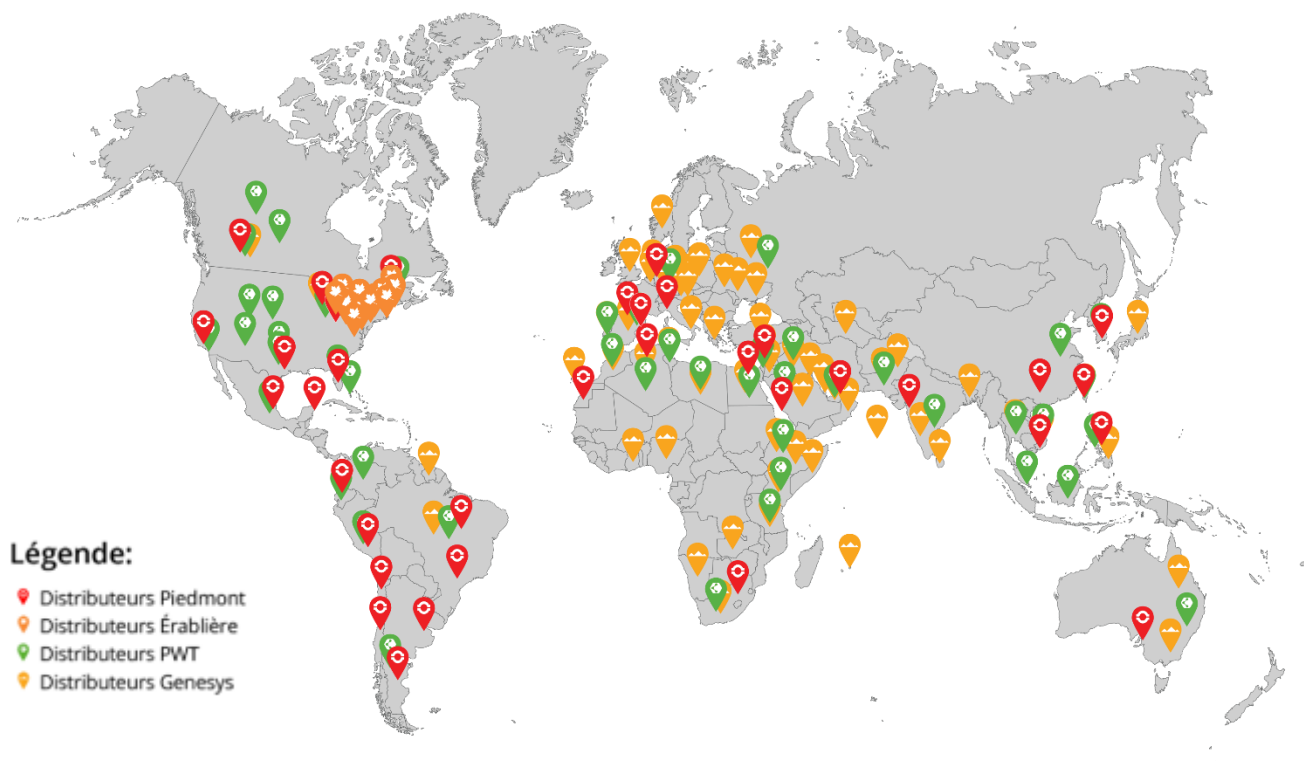 Légende:
Distributeurs Piedmont
Distributeurs Érablière
Distributeurs PWT
Distributeurs Genesys